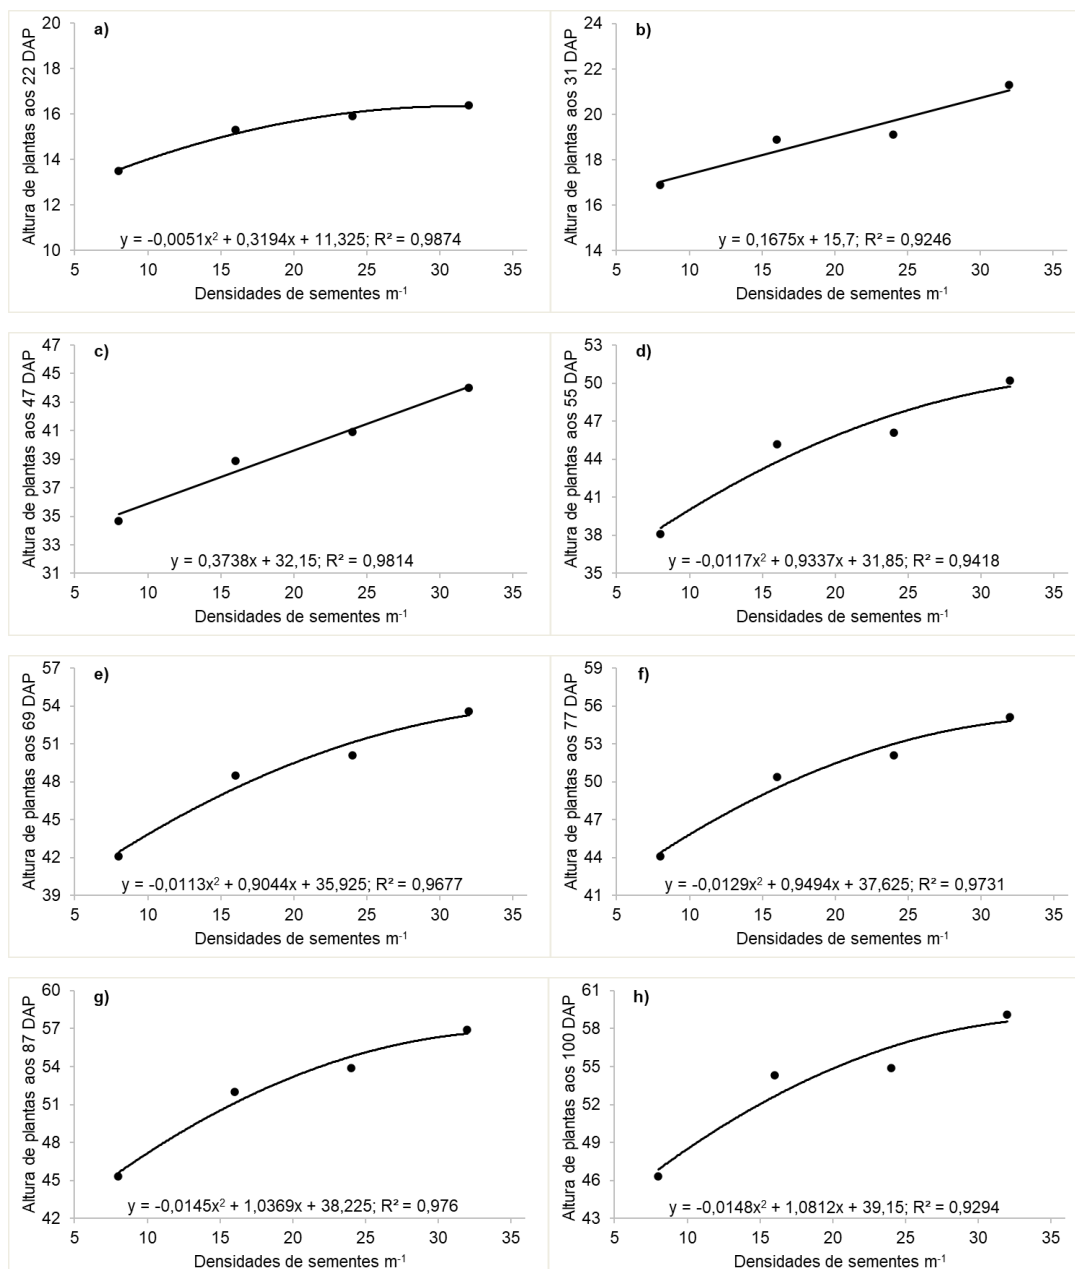 a)
Altura de plantas aos 22 DAP
20
18
16
14
12
10
y = -0,0051x² + 0,3194x + 11,325; R² = 0,9874
5 10 15 20 25 30 35
Densidades de sementes m⁻¹
b)
Altura de plantas aos 31 DAP
24
22
20
18
16
14
y = 0,1675x + 15,7; R² = 0,9246
5 10 15 20 25 30 35
Densidades de sementes m⁻¹
c)
Altura de plantas aos 47 DAP
47
45
43
41
39
37
35
33
31
y = 0,3738x + 32,15; R² = 0,9814
5 10 15 20 25 30 35
Densidades de sementes m⁻¹
d)
Altura de plantas aos 55 DAP
53
50
47
44
41
38
35
y = -0,0117x² + 0,9337x + 31,85; R² = 0,9418
5 10 15 20 25 30 35
Densidades de sementes m⁻¹
e)
Altura de plantas aos 69 DAP
57
54
51
48
45
42
39
y = -0,0113x² + 0,9044x + 35,925; R² = 0,9677
5 10 15 20 25 30 35
Densidades de sementes m⁻¹
f)
Altura de plantas aos 77 DAP
59
56
53
50
47
44
41
y = -0,0129x² + 0,9494x + 37,625; R² = 0,9731
5 10 15 20 25 30 35
Densidades de sementes m⁻¹
g)
Altura de plantas aos 87 DAP
60
57
54
51
48
45
42
y = -0,0145x² + 1,0369x + 38,225; R² = 0,976
5 10 15 20 25 30 35
Densidades de sementes m⁻¹
h)
Altura de plantas aos 100 DAP
61
58
55
52
49
46
43
y = -0,0148x² + 1,0812x + 39,15; R² = 0,9294
5 10 15 20 25 30 35
Densidades de sementes m⁻¹